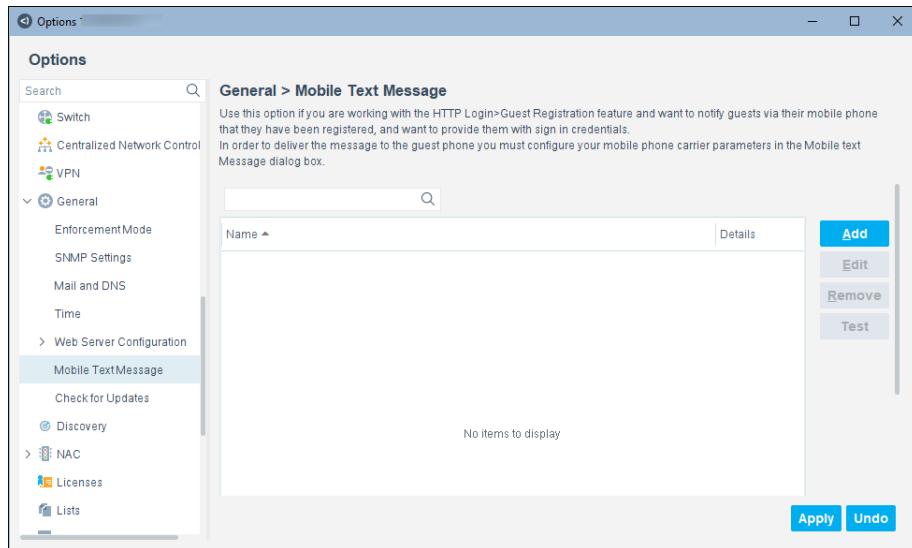 Options
Options
Search
Switch
Centralized Network Control
VPN
General
Enforcement Mode
SNMP Settings
Mail and DNS
Time
Web Server Configuration
Mobile Text Message
Check for Updates
Discovery
NAC
Licenses
Lists
General > Mobile Text Message
Use this option if you are working with the HTTP Login>Guest Registration feature and want to notify guests via their mobile phone
that they have been registered, and want to provide them with sign in credentials.
In order to deliver the message to the guest phone you must configure your mobile phone carrier parameters in the Mobile text
Message dialog box.
Name Details
No items to display
Add
Edit
Remove
Test
Apply Undo